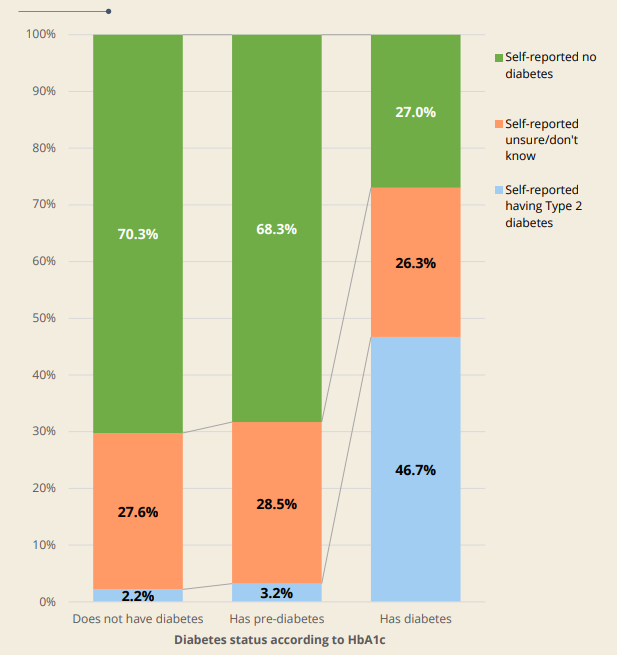 100%
90%
80%
70%
60%
50%
40%
30%
20%
10%
0%
70.3%
27.6%
2.2%
68.3%
28.5%
3.2%
27.0%
26.3%
46.7%
Does not have diabetes
Has pre-diabetes
Has diabetes
Diabetes status according to HbA1c
Self-reported no
diabetes
Self-reported
unsure/don't
know
Self-reported
having Type 2
diabetes